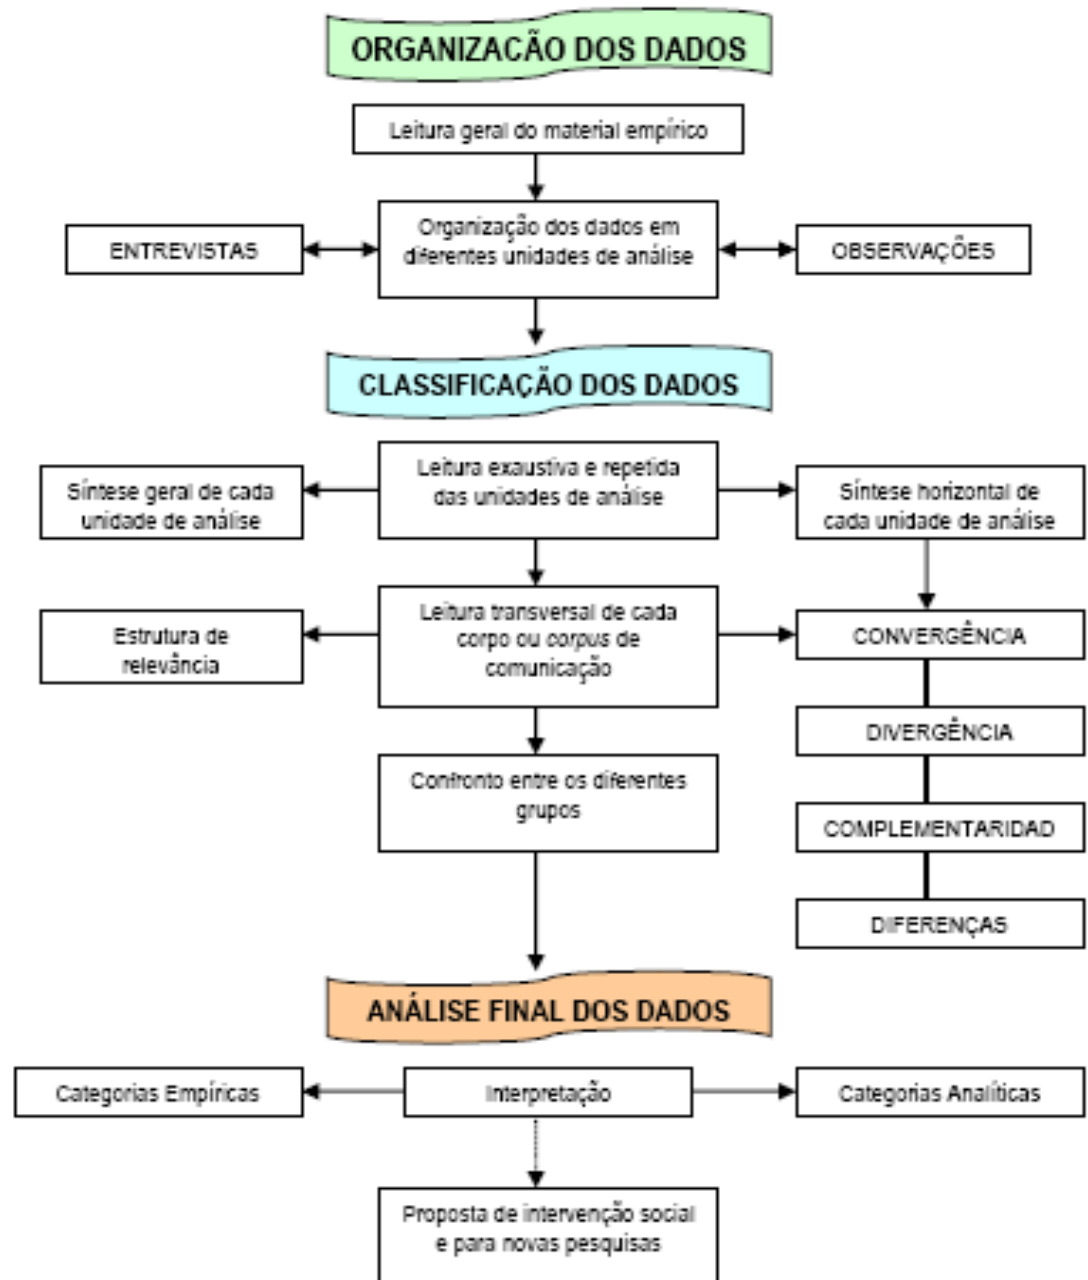 ORGANIZACÃO DOS DADOS
Leitura geral do material empírico
ENTREVISTAS
Organização dos dados em
diferentes unidades de análise
OBSERVAÇÕES
CLASSIFICAÇÃO DOS DADOS
Síntese geral de cada
unidade de análise
Leitura exaustiva e repetida
das unidades de análise
Síntese horizontal de
cada unidade de análise
Estrutura de
relevância
Leitura transversal de cada
corpo ou corpus de
comunicação
CONVERGÊNCIA
DIVERGÊNCIA
Confronto entre os diferentes
grupos
COMPLEMENTARIDAD
DIFERENÇAS
ANÁLISE FINAL DOS DADOS
Categorias Empíricas
Interpretação
Categorias Analíticas
Proposta de intervenção social
e para novas pesquisas